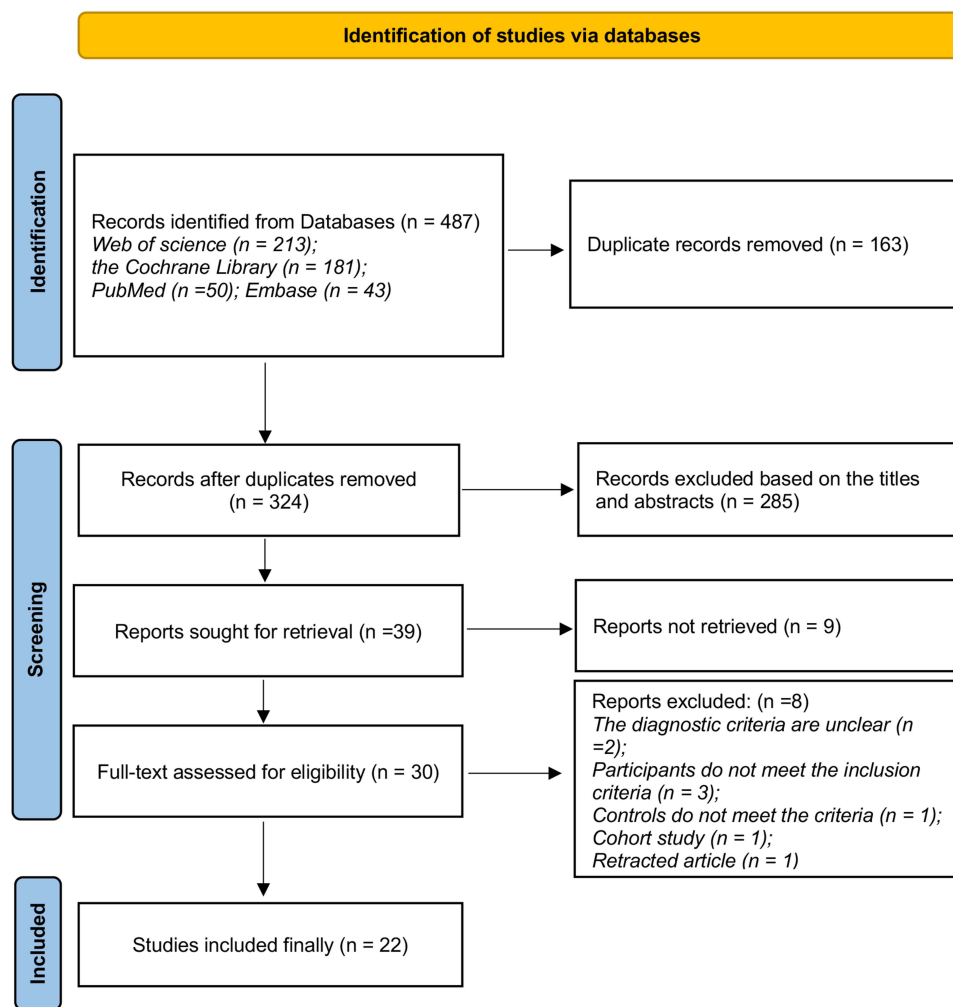 Identification of studies via databases
Identification
Records identified from Databases (n = 487)
Web of science (n = 213);
the Cochrane Library (n = 181);
PubMed (n =50); Embase (n = 43)
Duplicate records removed (n = 163)
Screening
Records after duplicates removed
(n = 324)
Records excluded based on the titles
and abstracts (n = 285)
Reports sought for retrieval (n =39)
Reports not retrieved (n = 9)
Full-text assessed for eligibility (n = 30)
Reports excluded: (n =8)
The diagnostic criteria are unclear (n
=2);
Participants do not meet the inclusion
criteria (n = 3);
Controls do not meet the criteria (n = 1);
Cohort study (n = 1);
Retracted article (n = 1)
Included
Studies included finally (n = 22)